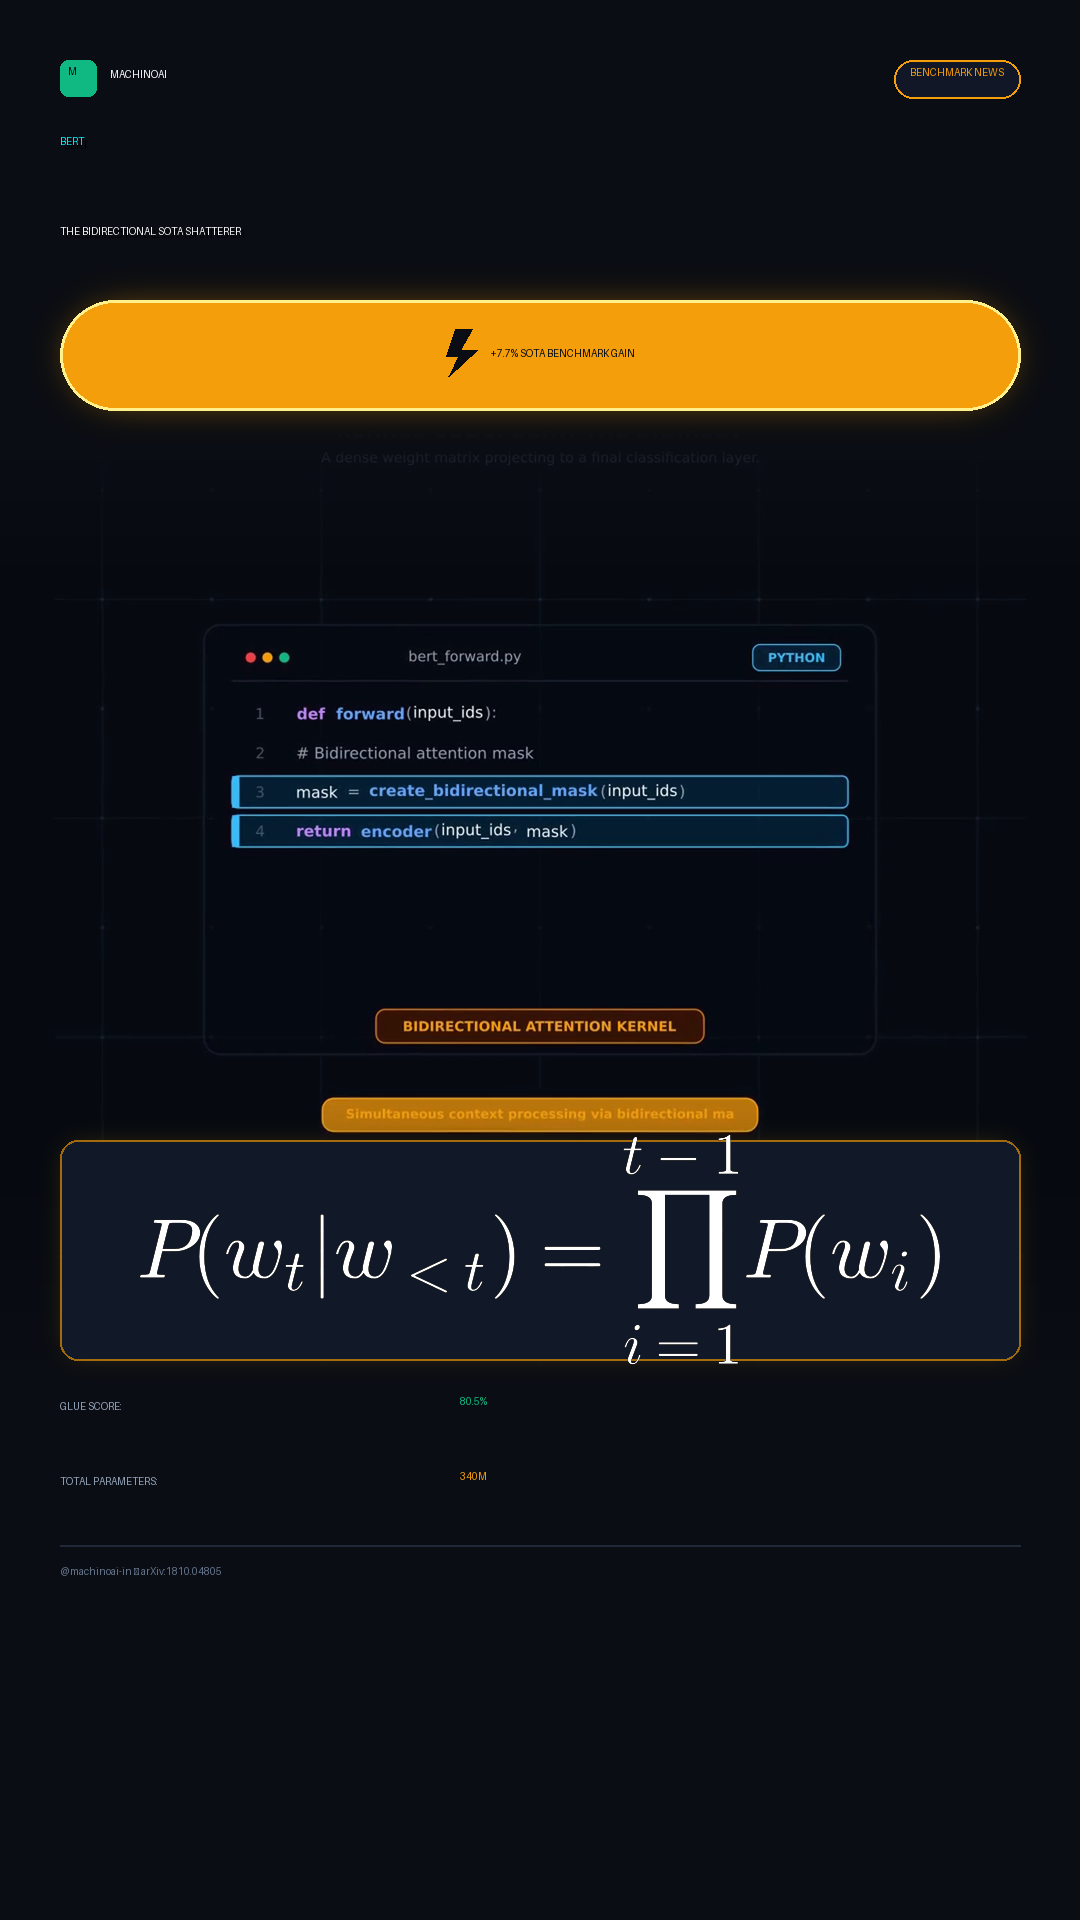 M
MACHINOAI
BENCHMARK NEWS
BERT
THE BIDIRECTIONAL SOTA SHATTERER
+7.7% SOTA BENCHMARK GAIN
A dense weight matrix projecting to a final classification layer.
bert_forward.py
PYTHON
1 def forward(input_ids):
2 # Bidirectional attention mask
3 mask = create_bidirectional_mask(input_ids)
4 return encoder(input_ids, mask)
BIDIRECTIONAL ATTENTION KERNEL
Simultaneous context processing via bidirectional ma
P(w_t|w_{<t}) = \prod_{i=1}^{t-1} P(w_i)
GLUE SCORE: 80.5%
TOTAL PARAMETERS: 340M
@machinoai-in arXiv:1810.04805